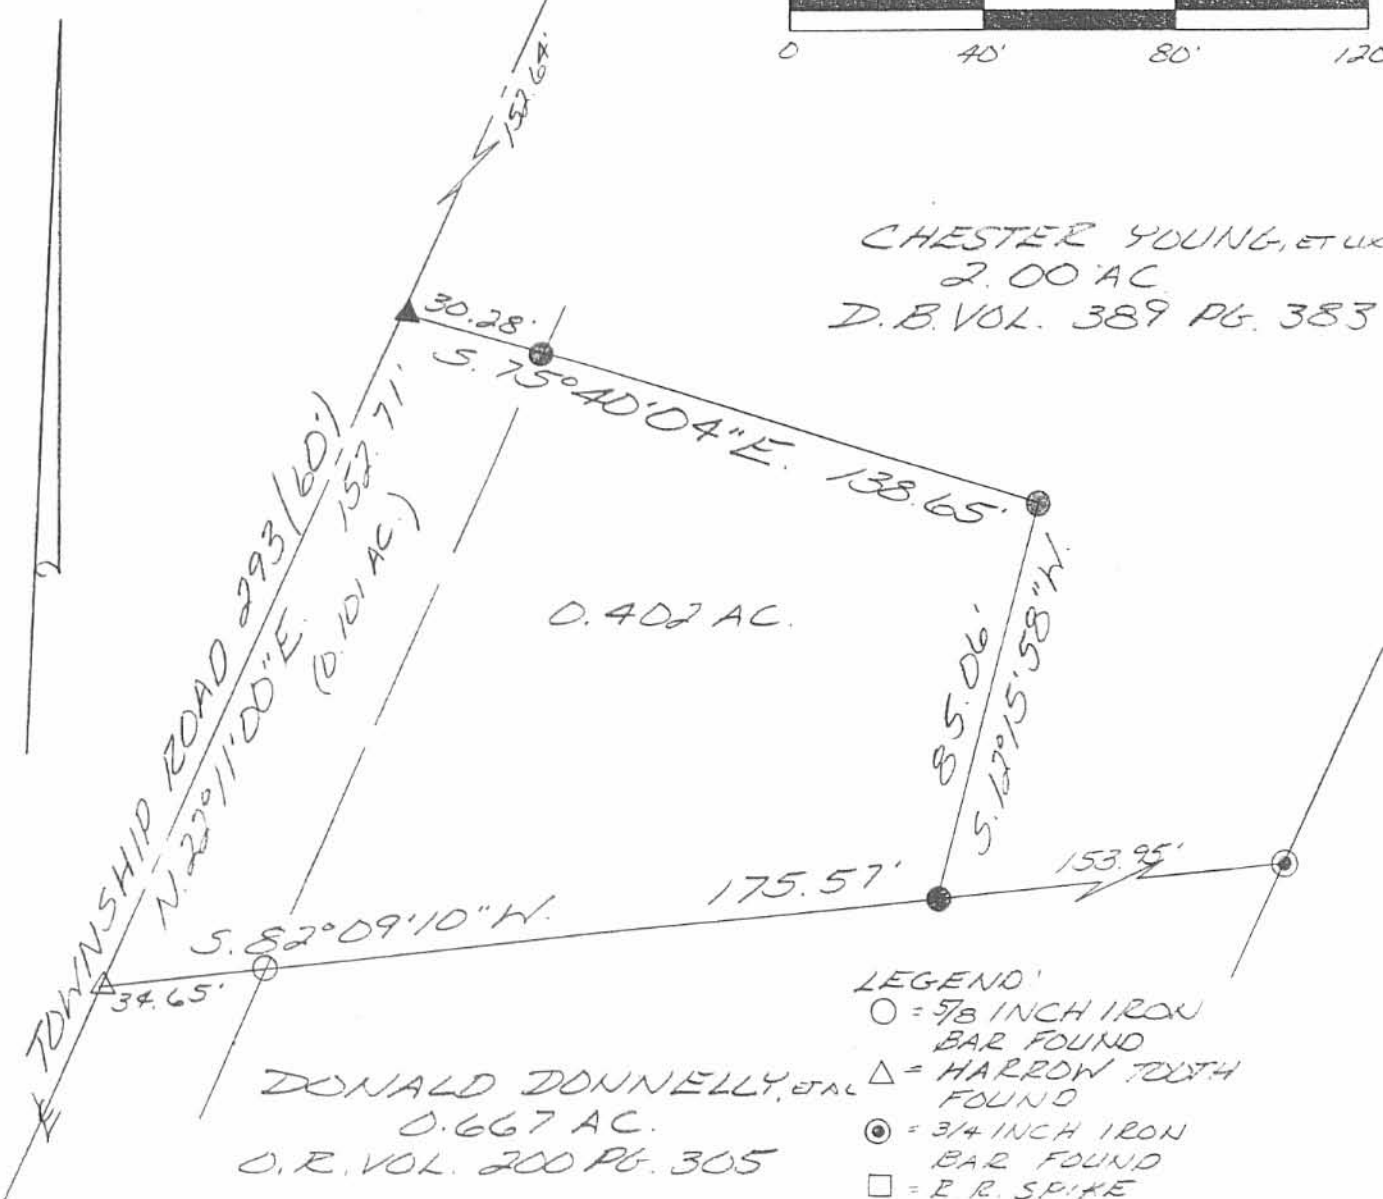 0 40' 80' 120
152.64'
CHESTER YOUNG, ET UX
2.00 AC
D.B. VOL. 389 PG. 383
30.28'
S. 75°40'04"E. 138.65'
TOWNSHIP ROAD 293 (60')
N. 22°11'00"E. 152.71'
(0.101 AC.)
0.402 AC.
85.06'
S. 12°15'58"W.
153.95'
175.57'
S. 82°09'10"W.
34.65'
DONALD DONNELLY, ET AL
0.667 AC.
O.R. VOL. 200 PG. 305
LEGEND:
= 5/8 INCH IRON
BAR FOUND
= HARROW TOOTH
FOUND
= 3/4 INCH IRON
BAR FOUND
= R.R. SPIKE